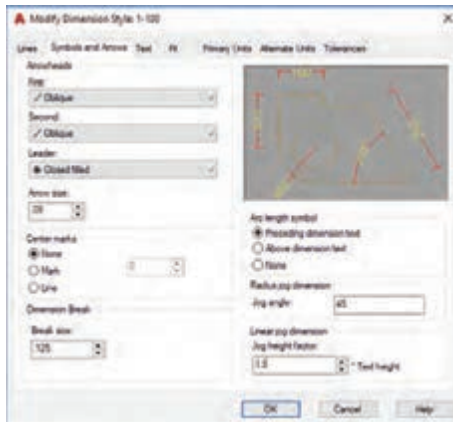 Modify Dimension Style: 1-100
Lines Symbols and Arrows Text Fit Primary Units Alternate Units Tolerances
Arrowheads
First:
Oblique
Second:
Oblique
Leader:
Closed filled
Arrow size:
Center marks
None
Mark
Line
Dimension Break
Break size:
.125
Arc length symbol
Preceding dimension text
Above dimension text
None
Radius jog dimension
Jog angle: 45
Linear jog dimension
Jog height factor:
1.5 * Text height
OK Cancel Help